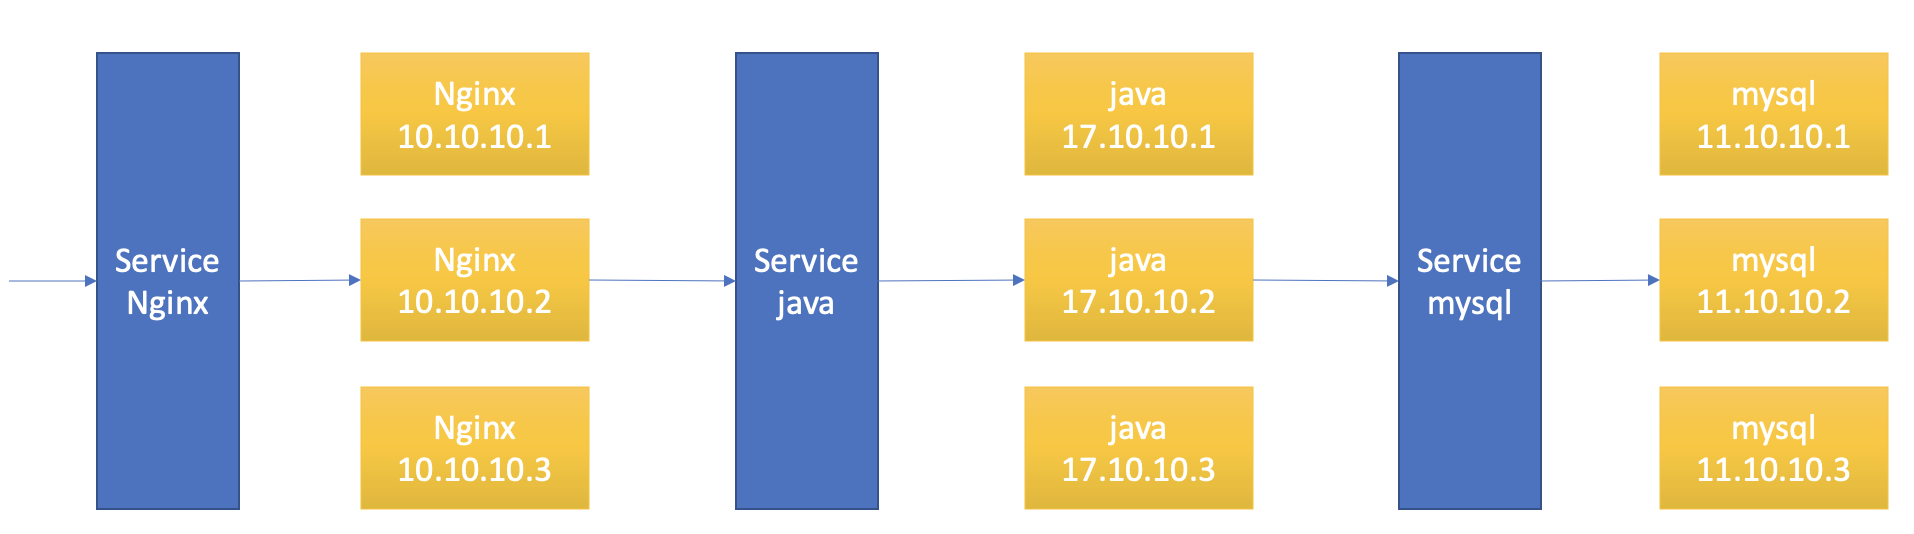 Service
Nginx
Nginx
10.10.10.1
Nginx
10.10.10.2
Nginx
10.10.10.3
Service
java
java
17.10.10.1
java
17.10.10.2
java
17.10.10.3
Service
mysql
mysql
11.10.10.1
mysql
11.10.10.2
mysql
11.10.10.3